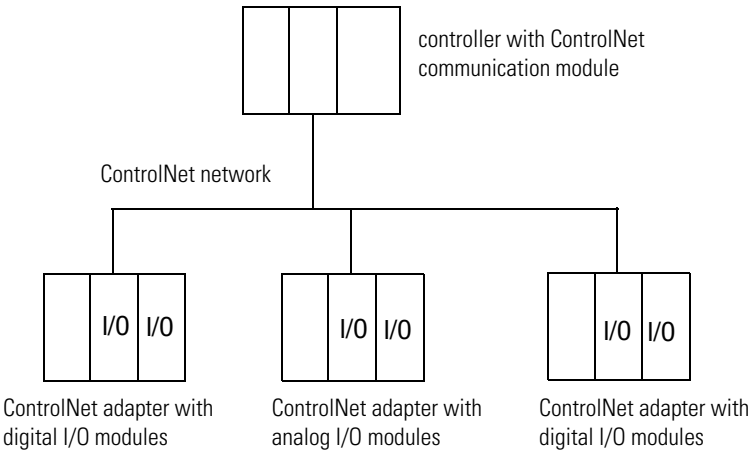 controller with ControlNet
communication module
ControlNet network
I/O I/O
I/O I/O
I/O I/O
ControlNet adapter with
digital I/O modules
ControlNet adapter with
analog I/O modules
ControlNet adapter with
digital I/O modules